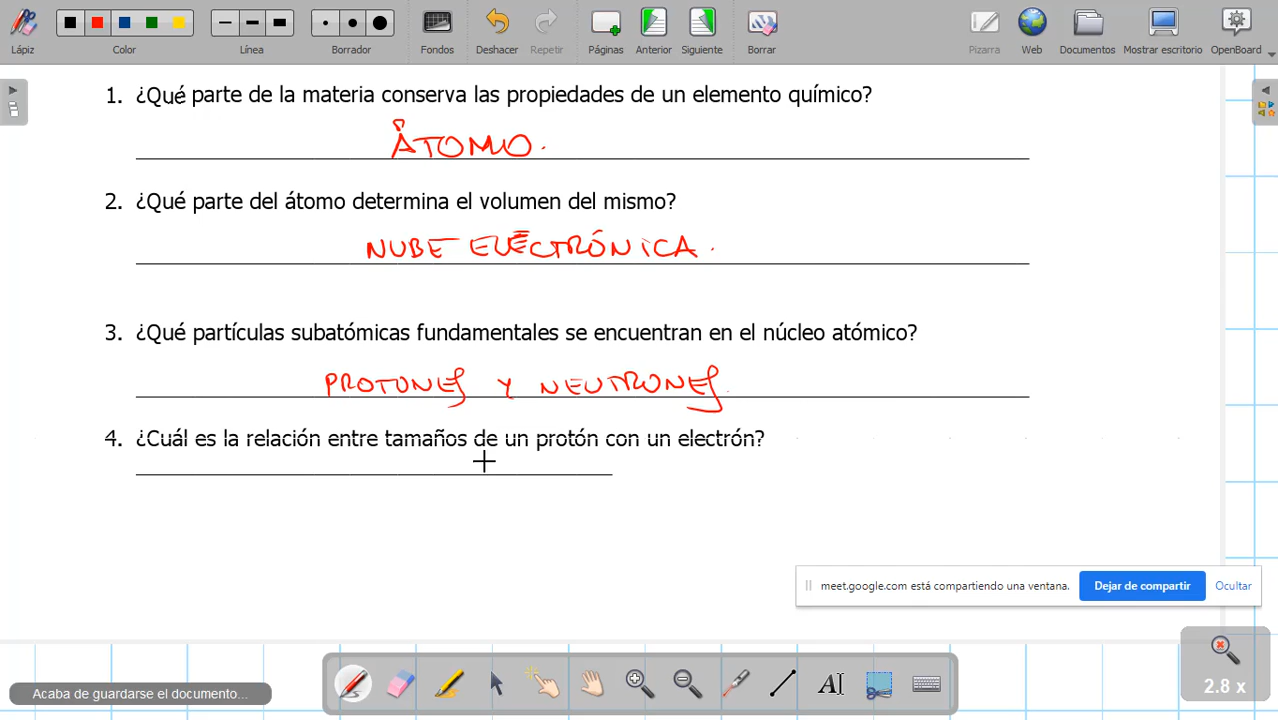 Lápiz
Color
Línea
Borrador
Fondos
Deshacer
Repetir
Páginas
Anterior
Siguiente
Borrar
Pizarra
Web
Documentos
Mostrar escritorio
OpenBoard
1. ¿Qué parte de la materia conserva las propiedades de un elemento químico?
ÁTOMO.
2. ¿Qué parte del átomo determina el volumen del mismo?
NUBE ELECTRÓNICA.
3. ¿Qué partículas subatómicas fundamentales se encuentran en el núcleo atómico?
PROTONES Y NEUTRONES.
4. ¿Cuál es la relación entre tamaños de un protón con un electrón?
meet.google.com está compartiendo una ventana.
Dejar de compartir
Ocultar
Acaba de guardarse el documento...
AI
2.8 x